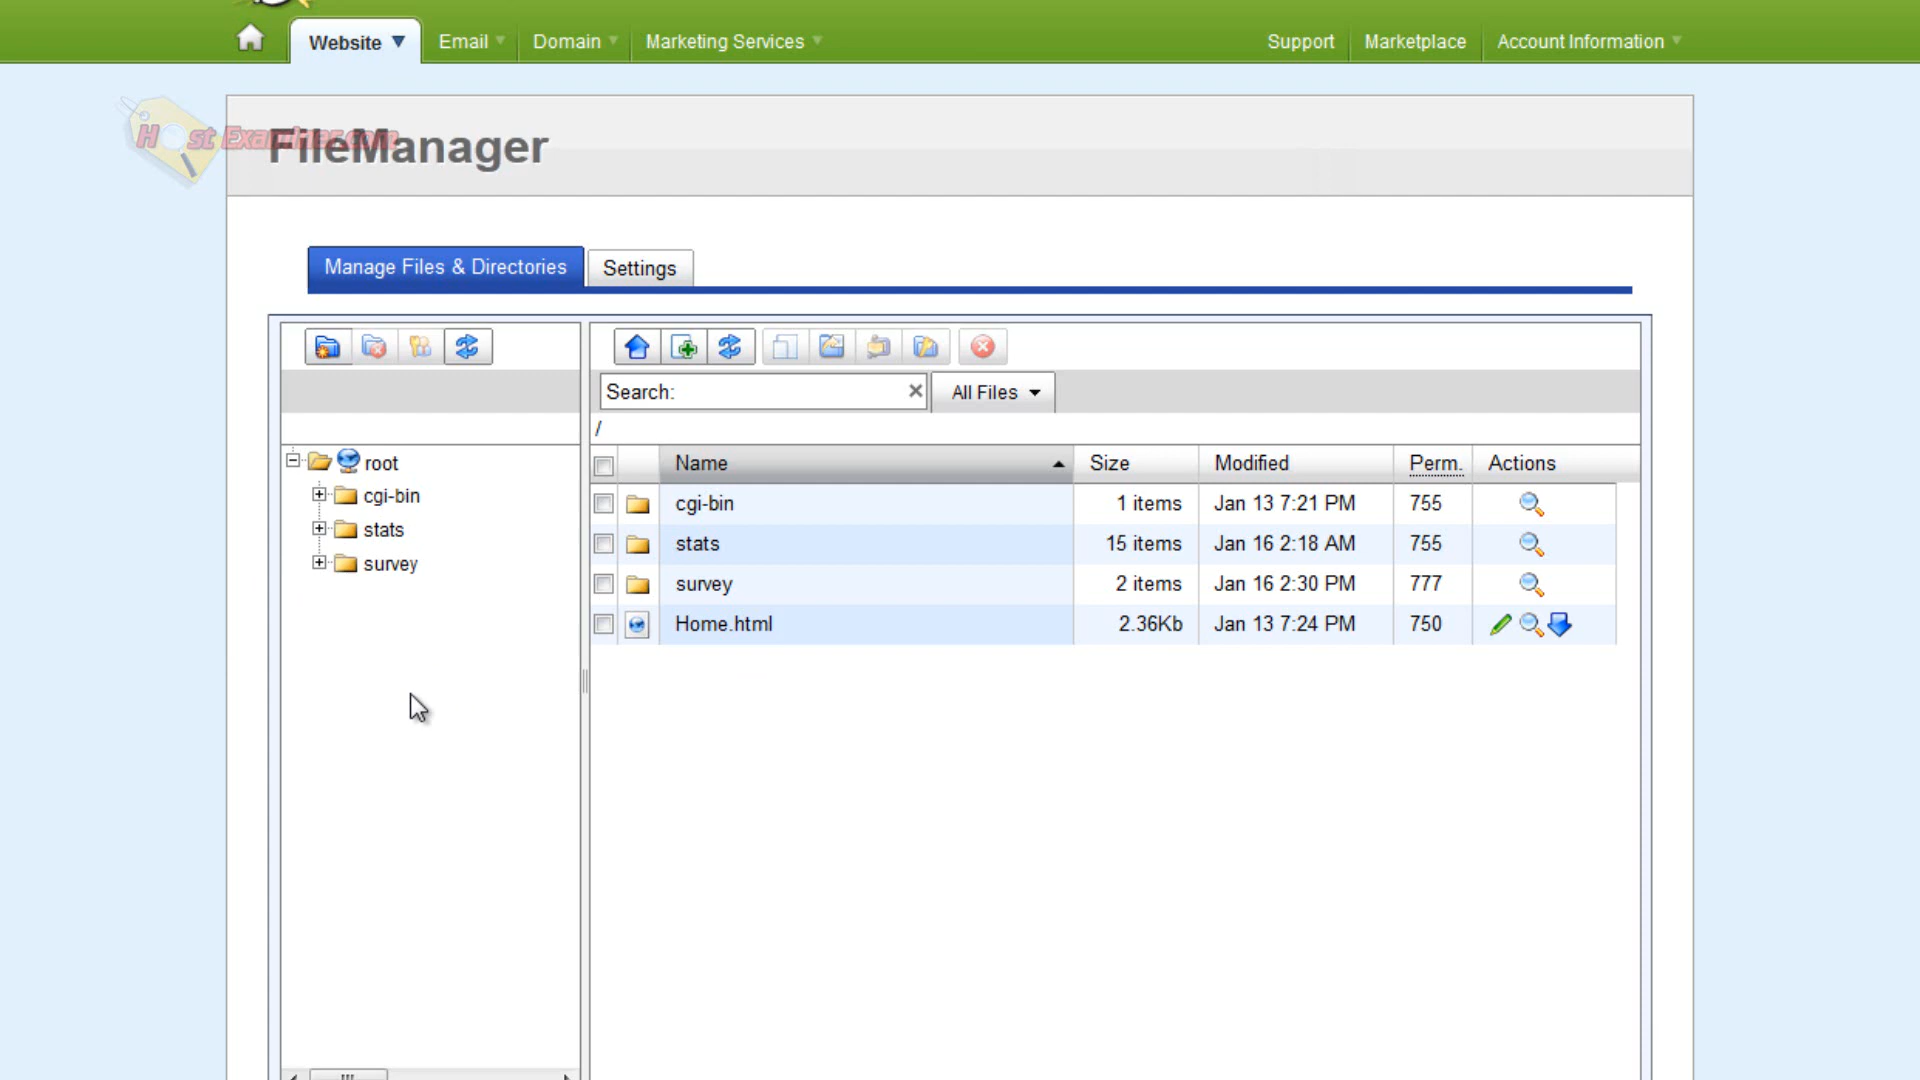 Website Email Domain Marketing Services Support Marketplace Account Information
Host Examiner.com
FileManager
Manage Files & Directories Settings
Search: All Files
/
root
cgi-bin
stats
survey
Name Size Modified Perm. Actions
cgi-bin 1 items Jan 13 7:21 PM 755
stats 15 items Jan 16 2:18 AM 755
survey 2 items Jan 16 2:30 PM 777
Home.html 2.36Kb Jan 13 7:24 PM 750